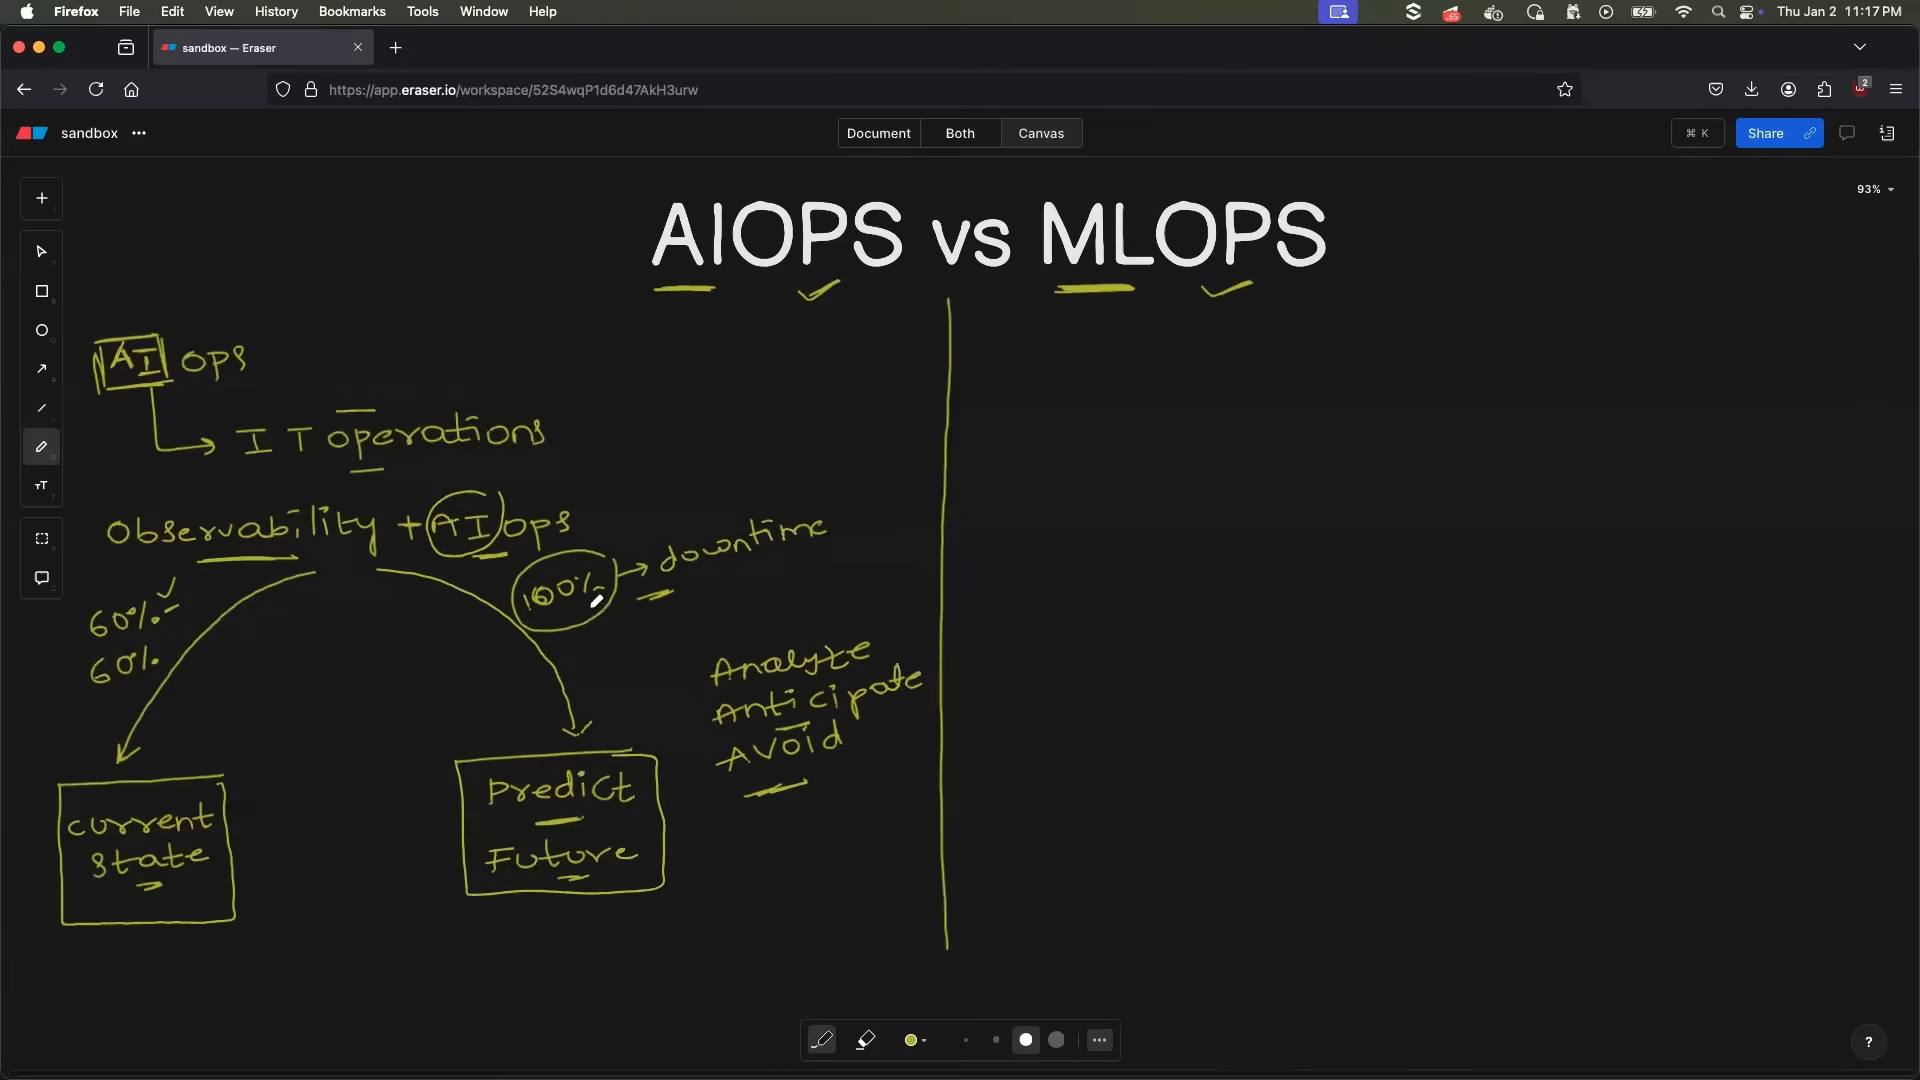 Firefox File Edit View History Bookmarks Tools Window Help Thu Jan 2 11:17 PM
sandbox — Eraser
2
https://app.eraser.io/workspace/52S4wqP1d6d47AkH3urw
sandbox Document Both Canvas ⌘ K Share
93%
AIOPS vs MLOPS
AI ops
IT operations
Observability + AI ops
100% → downtime
60%
60%
Analyze
Anticipate
Avoid
current
state
Predict
Future
?